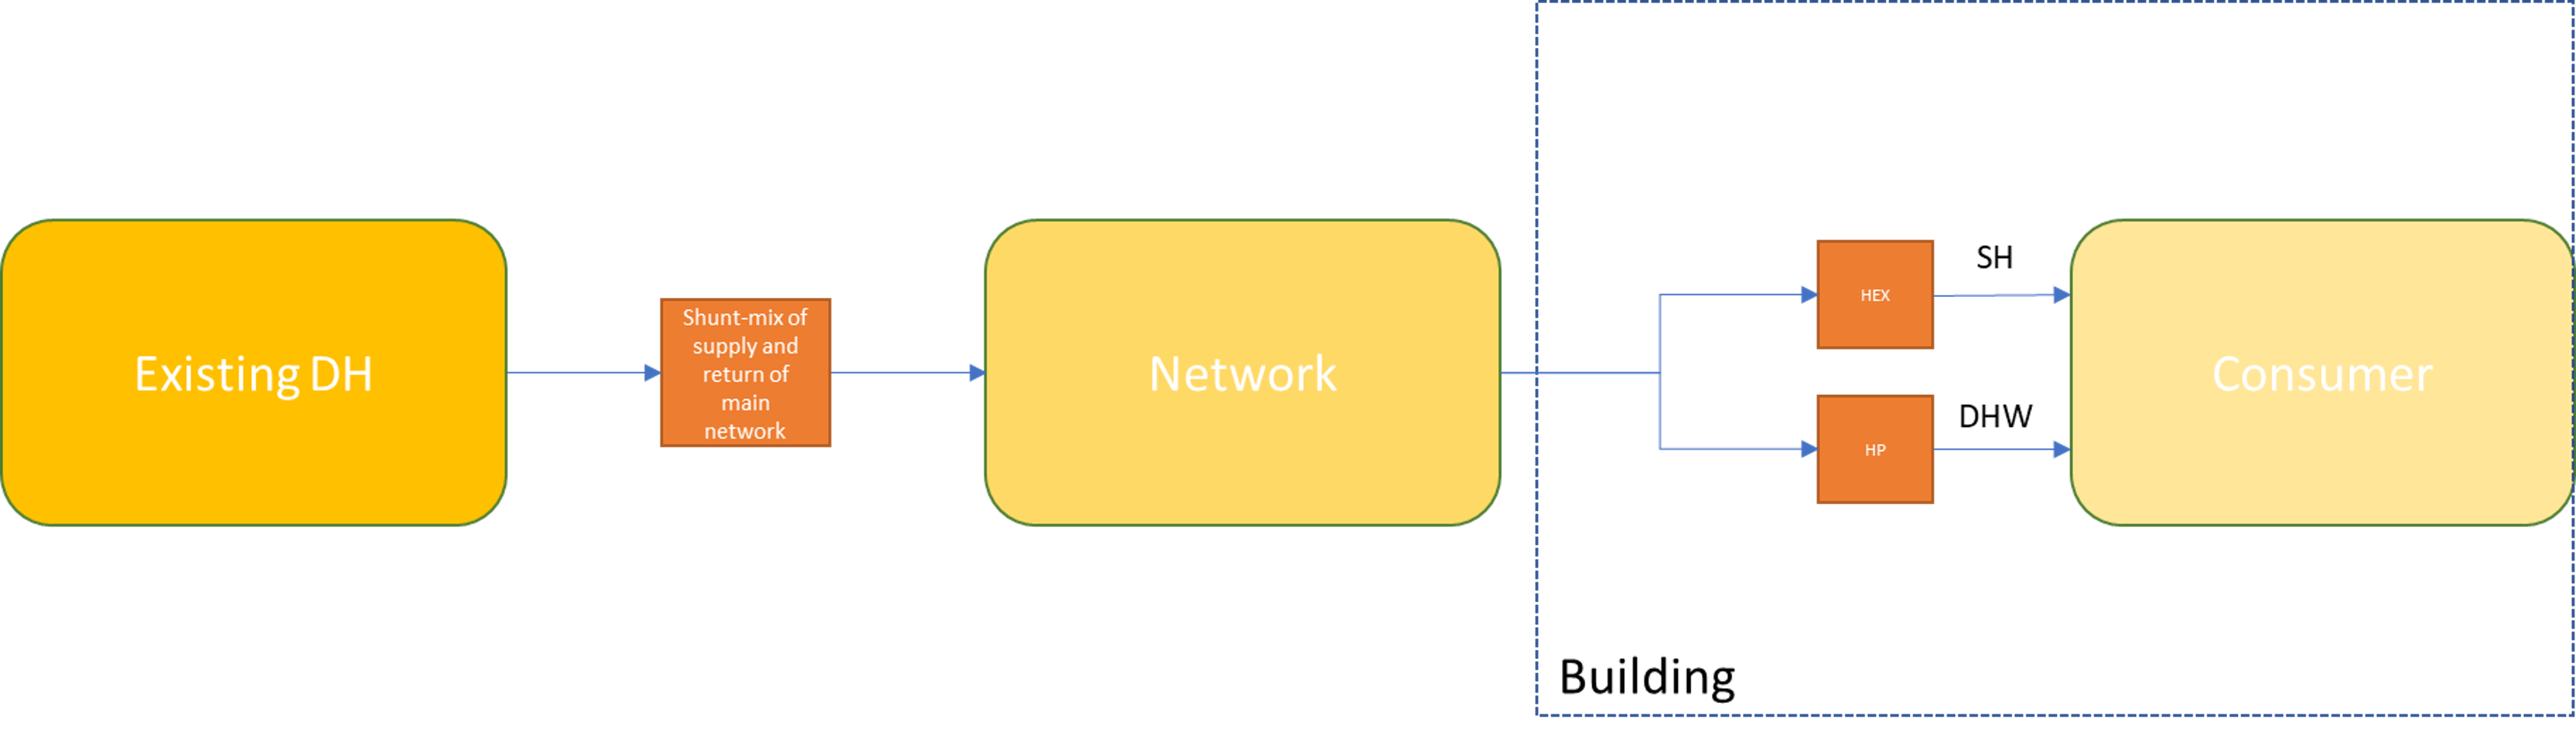 Existing DH
Shunt-mix of
supply and
return of
main
network
Network
HEX
SH
HP
DHW
Consumer
Building